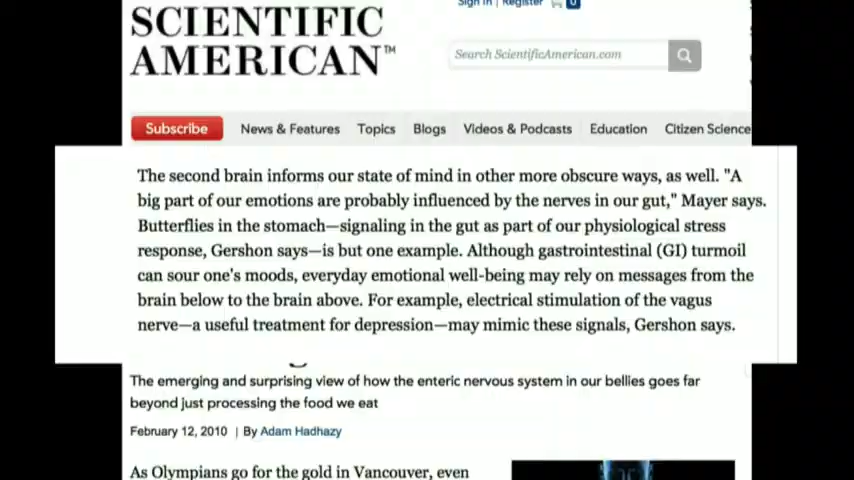 SCIENTIFIC
AMERICAN™
Sign In | Register 0
Search ScientificAmerican.com
Subscribe News & Features Topics Blogs Videos & Podcasts Education Citizen Science
The second brain informs our state of mind in other more obscure ways, as well. "A
big part of our emotions are probably influenced by the nerves in our gut," Mayer says.
Butterflies in the stomach—signaling in the gut as part of our physiological stress
response, Gershon says—is but one example. Although gastrointestinal (GI) turmoil
can sour one's moods, everyday emotional well-being may rely on messages from the
brain below to the brain above. For example, electrical stimulation of the vagus
nerve—a useful treatment for depression—may mimic these signals, Gershon says.
The emerging and surprising view of how the enteric nervous system in our bellies goes far
beyond just processing the food we eat
February 12, 2010 | By Adam Hadhazy
As Olympians go for the gold in Vancouver, even